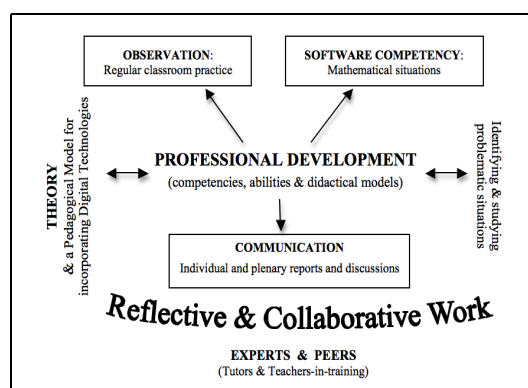 OBSERVATION:
Regular classroom practice
SOFTWARE COMPETENCY:
Mathematical situations
THEORY
& a Pedagogical Model for
incorporating Digital Technologies
PROFESSIONAL DEVELOPMENT
(competencies, abilities & didactical models)
Identifying & studying
problematic situations
COMMUNICATION
Individual and plenary reports and discussions
Reflective & Collaborative Work
EXPERTS & PEERS
(Tutors & Teachers-in-training)